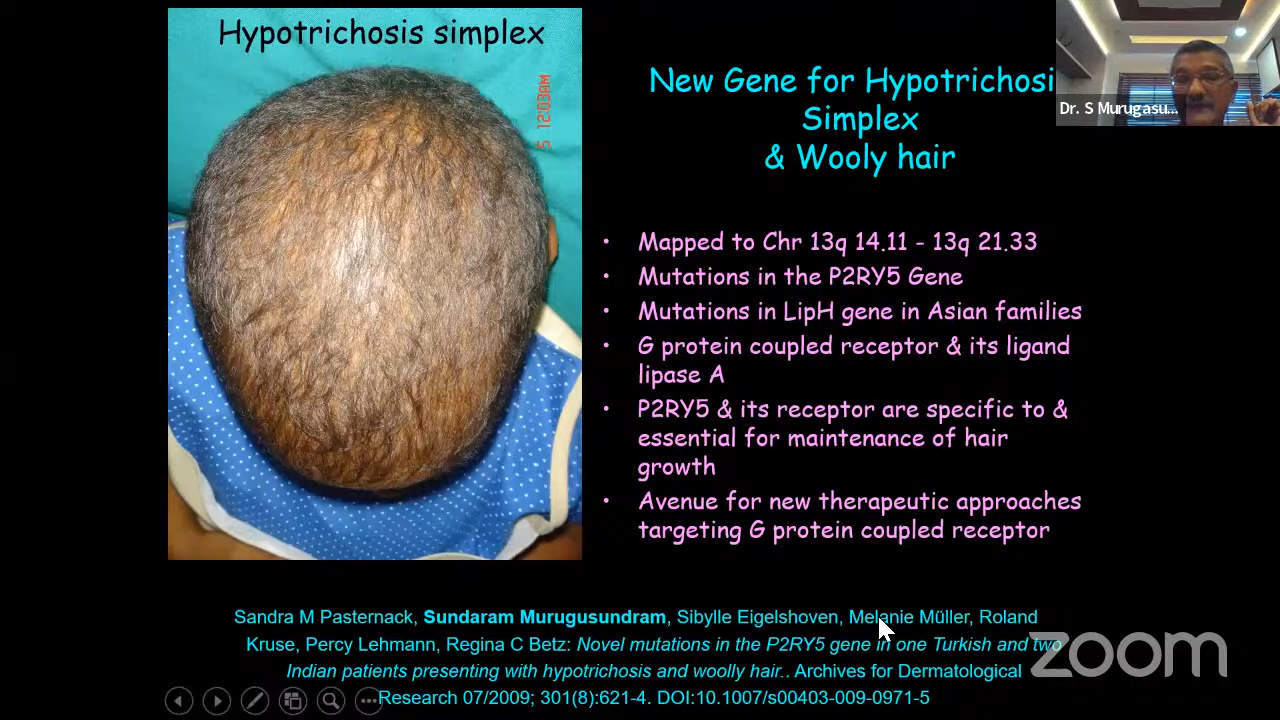 Hypotrichosis simplex
5 12:03AM
New Gene for Hypotrichosi
Simplex
& Wooly hair
Dr. S Murugasu...
• Mapped to Chr 13q 14.11 - 13q 21.33
• Mutations in the P2RY5 Gene
• Mutations in LipH gene in Asian families
• G protein coupled receptor & its ligand
lipase A
• P2RY5 & its receptor are specific to &
essential for maintenance of hair
growth
• Avenue for new therapeutic approaches
targeting G protein coupled receptor
Sandra M Pasternack, Sundaram Murugusundram, Sibylle Eigelshoven, Melanie Müller, Roland
Kruse, Percy Lehmann, Regina C Betz: Novel mutations in the P2RY5 gene in one Turkish and two
Indian patients presenting with hypotrichosis and woolly hair.. Archives for Dermatological
Research 07/2009; 301(8):621-4. DOI:10.1007/s00403-009-0971-5
zoom